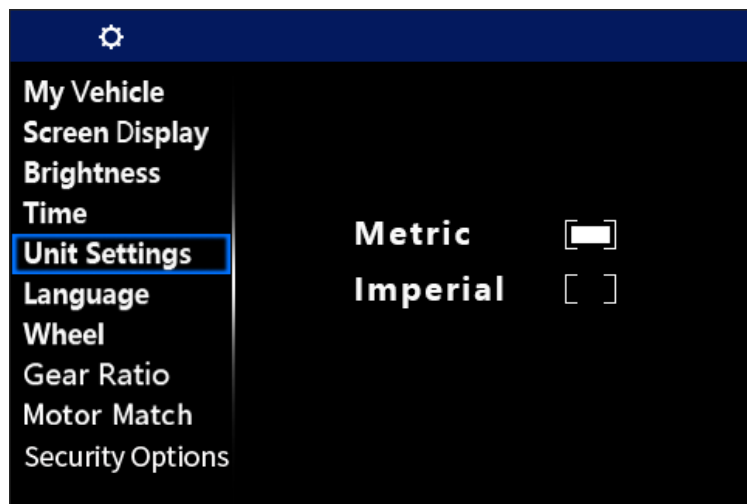 My Vehicle
Screen Display
Brightness
Time
Unit Settings
Language
Wheel
Gear Ratio
Motor Match
Security Options
Metric
Imperial